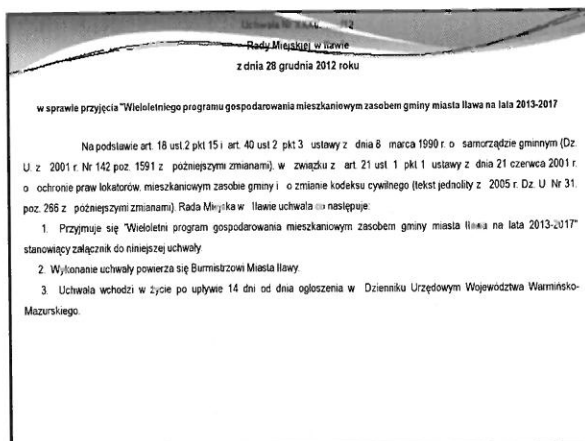 Uchwała Nr
Rady Miejskiej w Iławie
z dnia 28 grudnia 2012 roku
w sprawie przyjęcia "Wieloletniego programu gospodarowania mieszkaniowym zasobem gminy miasta Iława na lata 2013-2017
Na podstawie art. 18 ust.2 pkt 15 i art. 40 ust 2 pkt 3 ustawy z dnia 8 marca 1990 r. o samorządzie gminnym (Dz.
U. z 2001 r. Nr 142 poz. 1591 z późniejszymi zmianami). w związku z art. 21 ust 1 pkt 1 ustawy z dnia 21 czerwca 2001 r.
o ochronie praw lokatorów, mieszkaniowym zasobie gminy i o zmianie kodeksu cywilnego (tekst jednolity z 2005 r. Dz. U Nr 31.
poz. 266 z późniejszymi zmianami). Rada Miejska w Iławie uchwala co następuje:
1. Przyjmuje się "Wieloletni program gospodarowania mieszkaniowym zasobem gminy miasta Iława na lata 2013-2017"
stanowiący załącznik do niniejszej uchwały
2. Wykonanie uchwały powierza się Burmistrzowi Miasta Iławy.
3. Uchwała wchodzi w życie po upływie 14 dni od dnia ogłoszenia w Dzienniku Urzędowym Województwa Warmińsko-
Mazurskiego.